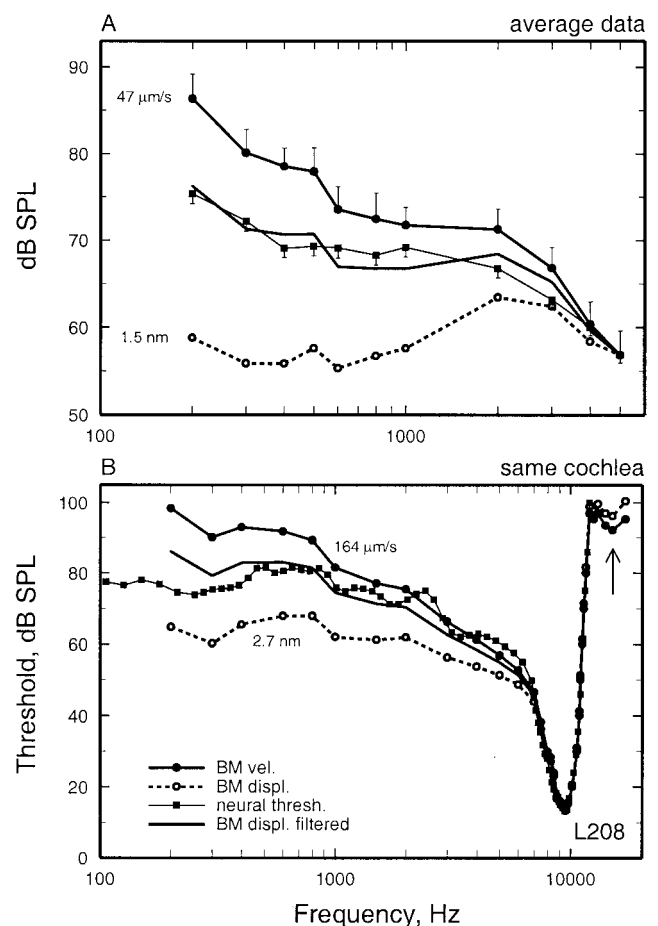 A
average data
90
80
70
60
50
dB SPL
47 µm/s
1.5 nm
100
1000
B
same cochlea
100
80
60
40
20
0
Threshold, dB SPL
164 µm/s
2.7 nm
BM vel.
BM displ.
neural thresh.
BM displ. filtered
L208
100
1000
10000
Frequency, Hz